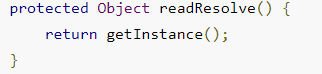 protected Object readResolve() {
    return getInstance();
}